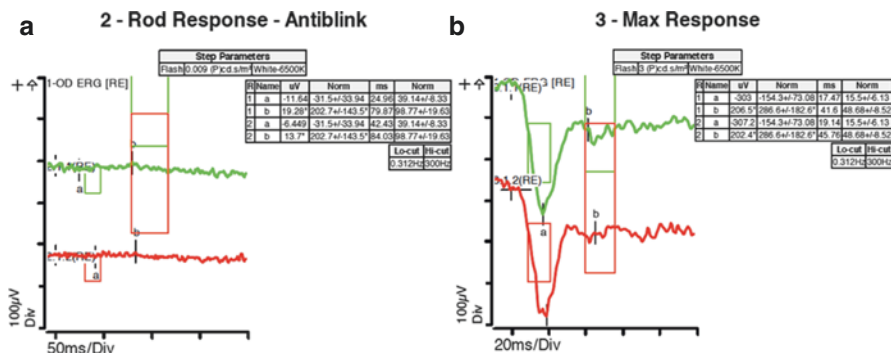 a
2 - Rod Response - Antiblink
Step Parameters
Flash 0.009 (P)cd.s/m² White-6500K
1-OD ERG [RE]
R Name uV Norm ms Norm
1 a -11.64 -31.5+/-33.94 24.96 39.14+/-8.33
1 b 19.28* 202.7+/-143.5* 79.87 98.77+/-19.63
2 a -6.449 -31.5+/-33.94 42.43 39.14+/-8.33
2 b 13.7* 202.7+/-143.5* 84.03 98.77+/-19.63
Lo-cut Hi-cut
0.312Hz 300Hz
(RE)
a
b
(RE)
a
100µV
Div
50ms/Div
b
3 - Max Response
Step Parameters
Flash 3 (P)cd.s/m² White-6500K
ERG [RE]
R Name uV Norm ms Norm
1 a -303 -154.3+/-73.08 17.47 15.5+/-6.13
1 b 206.5* 286.6+/-182.6* 41.6 48.68+/-8.52
2 a -307.2 -154.3+/-73.08 19.14 15.5+/-6.13
2 b 202.4* 286.6+/-182.6* 45.76 48.68+/-8.52
Lo-cut Hi-cut
0.312Hz 300Hz
b
a
(RE)
b
100µV
Div
20ms/Div